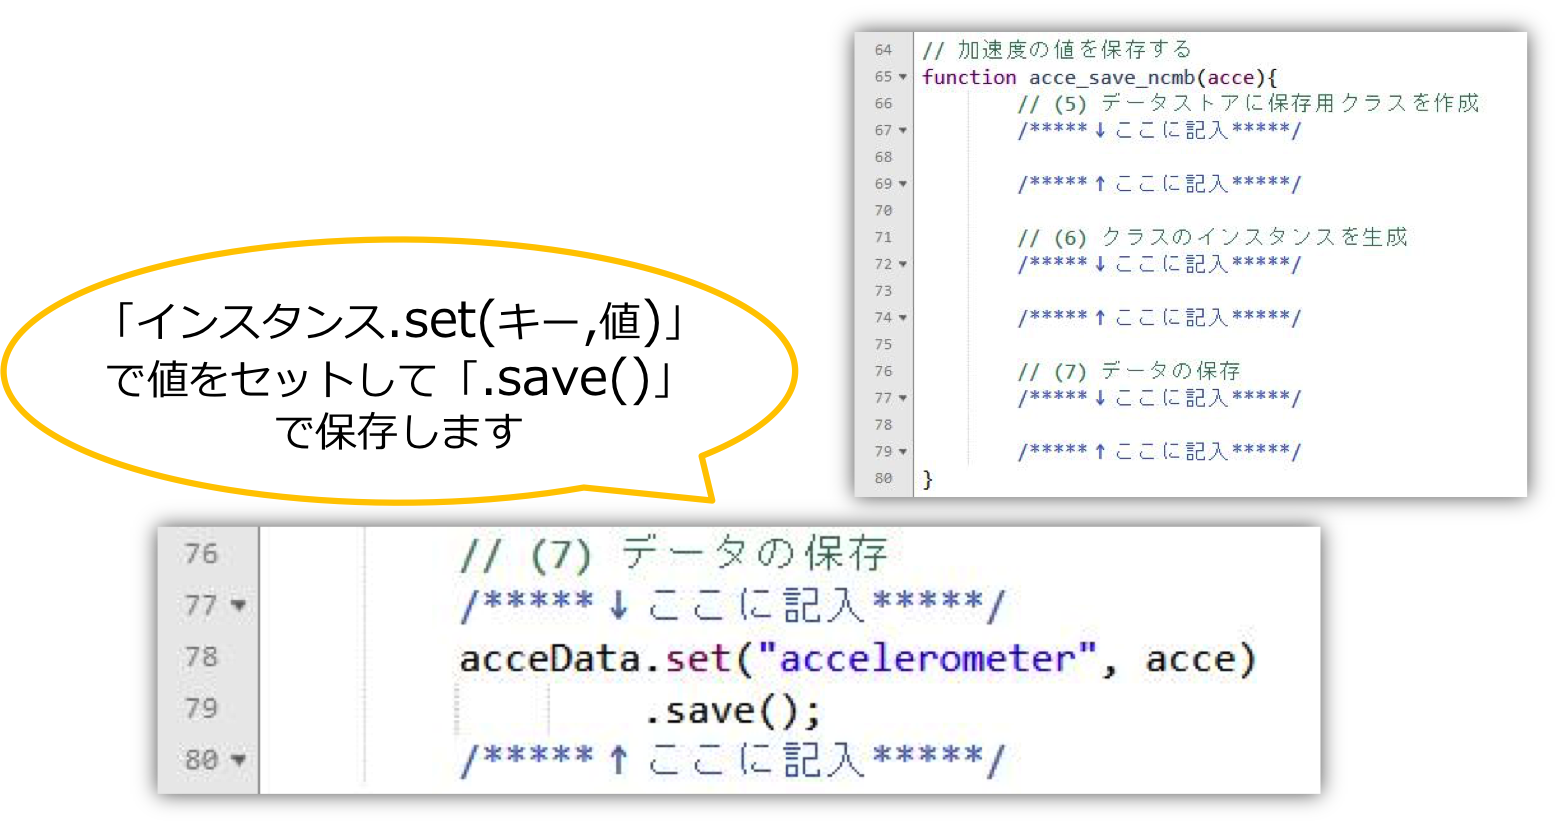 64 // 加速度の値を保存する
65 function acce_save_ncmb(acce){
66 // (5) データストアに保存用クラスを作成
67 /*****↓ここに記入*****/
68
69 /*****↑ここに記入*****/
70
71 // (6) クラスのインスタンスを生成
72 /*****↓ここに記入*****/
73
74 /*****↑ここに記入*****/
75
76 // (7) データの保存
77 /*****↓ここに記入*****/
78
79 /*****↑ここに記入*****/
80 }
「インスタンス.set(キー,値)」
で値をセットして「.save()」
で保存します
76 // (7) データの保存
77 /*****↓ここに記入*****/
78 acceData.set("accelerometer", acce)
79 .save();
80 /*****↑ここに記入*****/